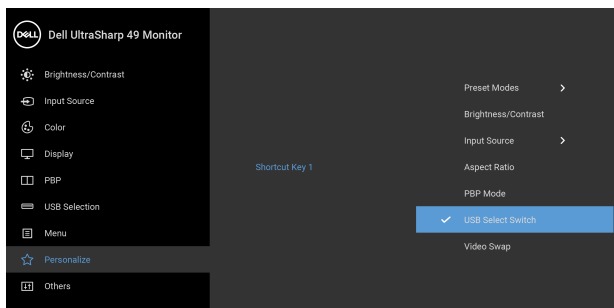 DELL
Dell UltraSharp 49 Monitor
Brightness/Contrast
Input Source
Color
Display
PBP
USB Selection
Menu
Personalize
Others
Shortcut Key 1
Preset Modes
Brightness/Contrast
Input Source
Aspect Ratio
PBP Mode
USB Select Switch
Video Swap